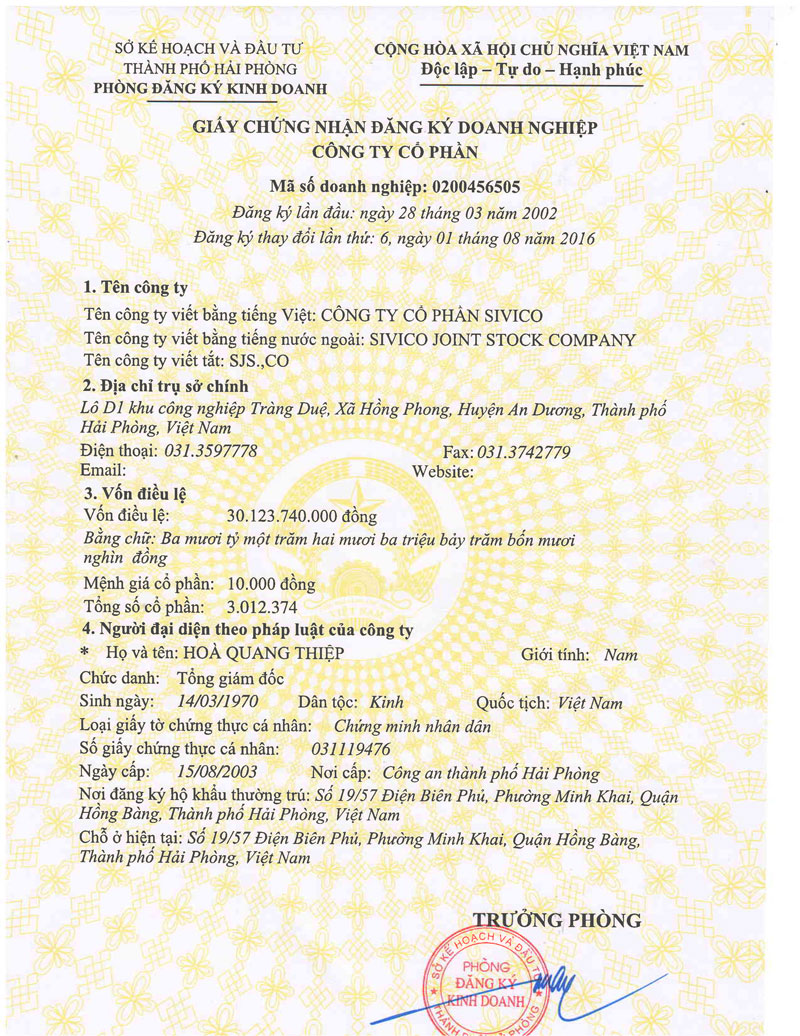 SỞ KẾ HOẠCH VÀ ĐẦU TƯ
THÀNH PHỐ HẢI PHÒNG
PHÒNG ĐĂNG KÝ KINH DOANH
CỘNG HÒA XÃ HỘI CHỦ NGHĨA VIỆT NAM
Độc lập – Tự do – Hạnh phúc
GIẤY CHỨNG NHẬN ĐĂNG KÝ DOANH NGHIỆP
CÔNG TY CỔ PHẦN
Mã số doanh nghiệp: 0200456505
Đăng ký lần đầu: ngày 28 tháng 03 năm 2002
Đăng ký thay đổi lần thứ: 6, ngày 01 tháng 08 năm 2016
1. Tên công ty
Tên công ty viết bằng tiếng Việt: CÔNG TY CỔ PHẦN SIVICO
Tên công ty viết bằng tiếng nước ngoài: SIVICO JOINT STOCK COMPANY
Tên công ty viết tắt: SJS.,CO
2. Địa chỉ trụ sở chính
Lô D1 khu công nghiệp Tràng Duệ, Xã Hồng Phong, Huyện An Dương, Thành phố
Hải Phòng, Việt Nam
Điện thoại: 031.3597778 Fax: 031.3742779
Email: Website:
3. Vốn điều lệ
Vốn điều lệ: 30.123.740.000 đồng
Bằng chữ: Ba mươi tỷ một trăm hai mươi ba triệu bảy trăm bốn mươi
nghìn đồng
Mệnh giá cổ phần: 10.000 đồng
VIỆT NAM
Tổng số cổ phần: 3.012.374
4. Người đại diện theo pháp luật của công ty
* Họ và tên: HOÀ QUANG THIỆP Giới tính: Nam
Chức danh: Tổng giám đốc
Sinh ngày: 14/03/1970 Dân tộc: Kinh Quốc tịch: Việt Nam
Loại giấy tờ chứng thực cá nhân: Chứng minh nhân dân
Số giấy chứng thực cá nhân: 031119476
Ngày cấp: 15/08/2003 Nơi cấp: Công an thành phố Hải Phòng
Nơi đăng ký hộ khẩu thường trú: Số 19/57 Điện Biên Phủ, Phường Minh Khai, Quận
Hồng Bàng, Thành phố Hải Phòng, Việt Nam
Chỗ ở hiện tại: Số 19/57 Điện Biên Phủ, Phường Minh Khai, Quận Hồng Bàng,
Thành phố Hải Phòng, Việt Nam
TRƯỞNG PHÒNG
SỞ KẾ HOẠCH VÀ ĐẦU TƯ
PHÒNG
ĐĂNG KÝ
KINH DOANH